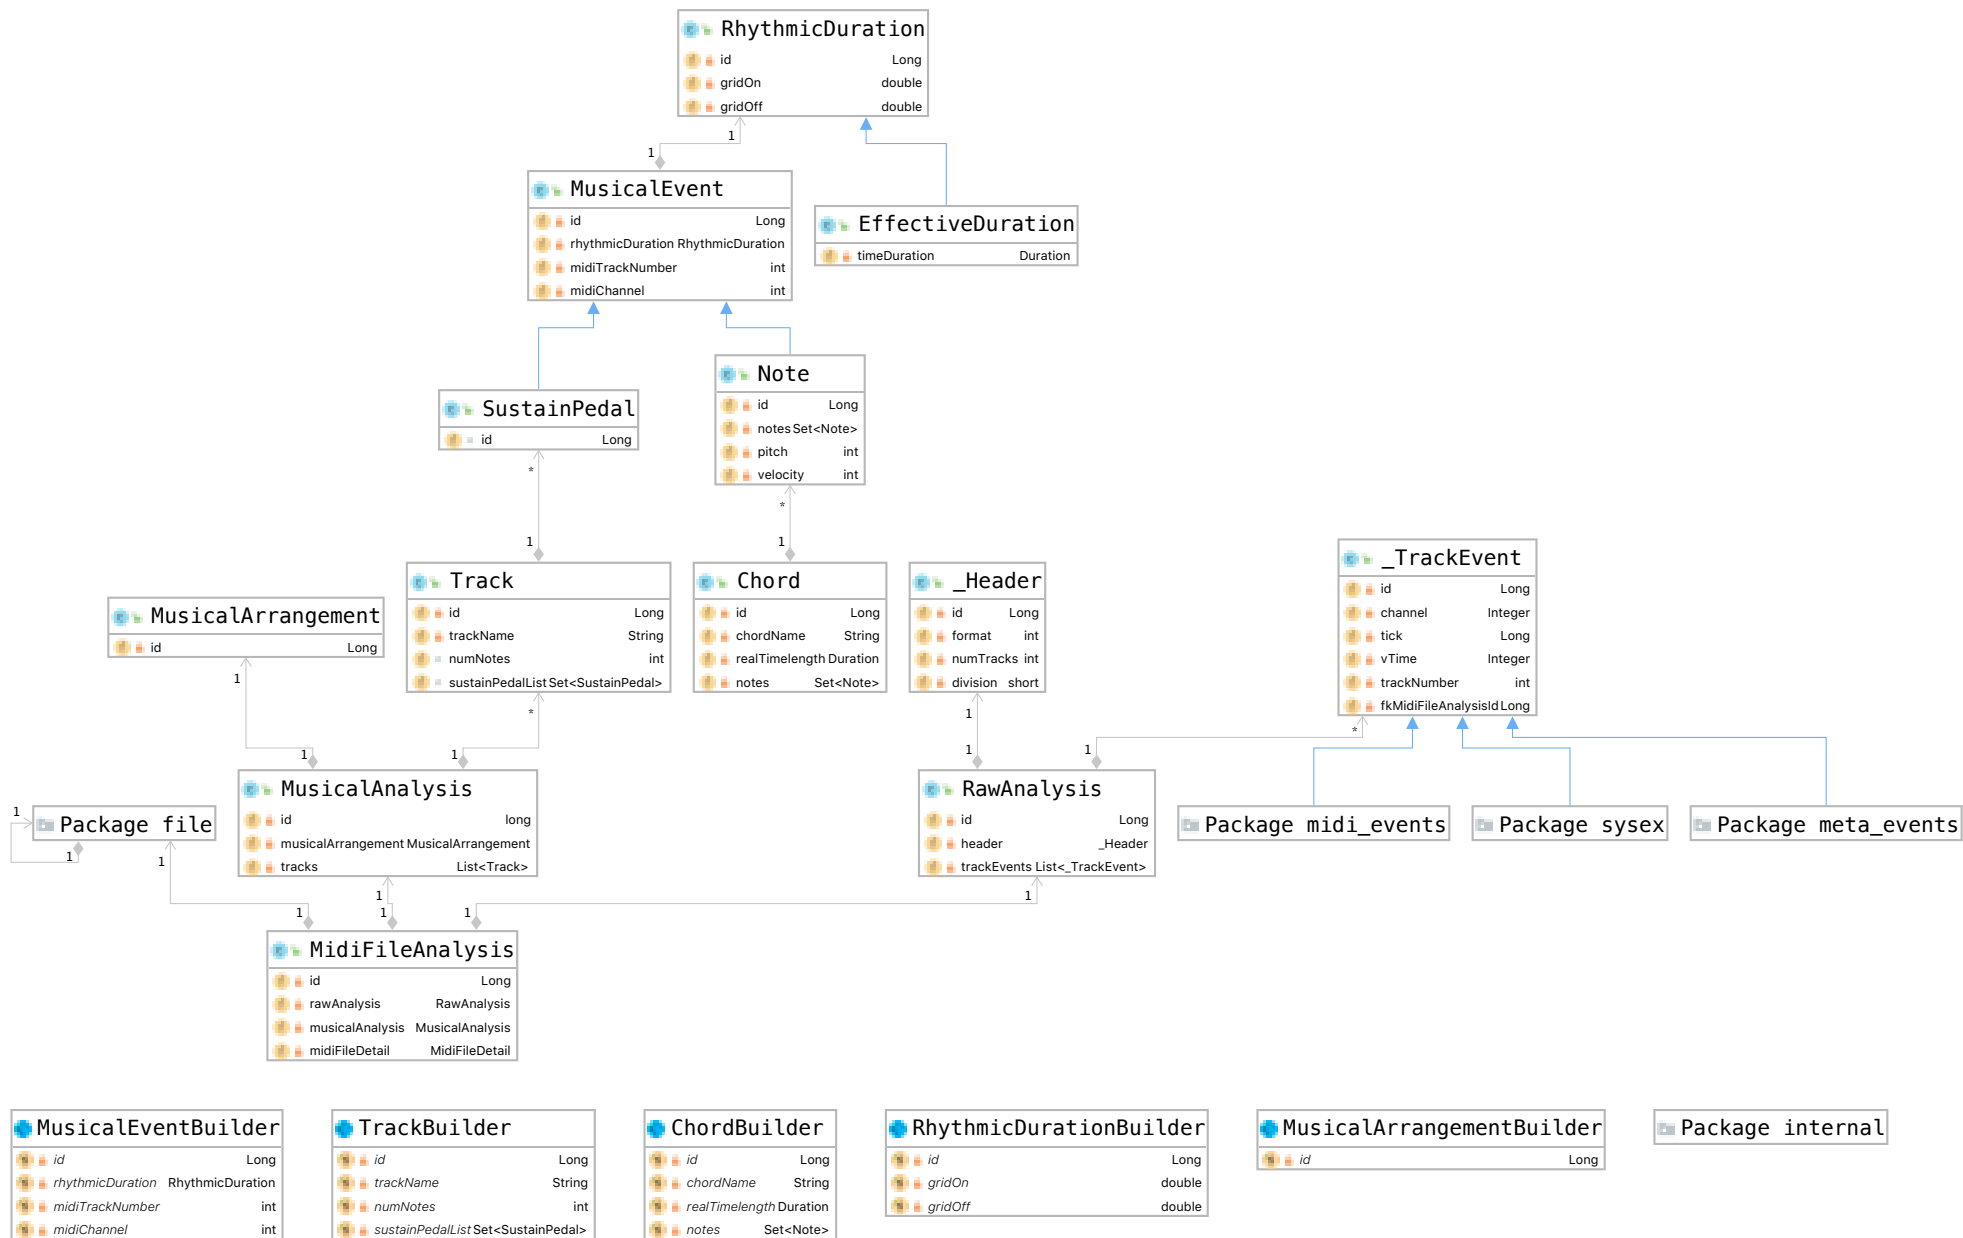 RhythmicDuration
id Long
gridOn double
gridOff double
1
1
MusicalEvent
id Long
rhythmicDuration RhythmicDuration
midiTrackNumber int
midiChannel int
EffectiveDuration
timeDuration Duration
Note
id Long
notes Set<Note>
pitch int
velocity int
SustainPedal
id Long
*
1
*
1
_TrackEvent
id Long
channel Integer
tick Long
vTime Integer
trackNumber int
fkMidiFileAnalysisId Long
Track
id Long
trackName String
numNotes int
sustainPedalList Set<SustainPedal>
Chord
id Long
chordName String
realTimelength Duration
notes Set<Note>
_Header
id Long
format int
numTracks int
division short
MusicalArrangement
id Long
1
1
*
1
1
1
*
1
MusicalAnalysis
id long
musicalArrangement MusicalArrangement
tracks List<Track>
RawAnalysis
id Long
header _Header
trackEvents List<_TrackEvent>
Package file
1
1
Package midi_events
Package sysex
Package meta_events
1
1
1
1
1
1
MidiFileAnalysis
id Long
rawAnalysis RawAnalysis
musicalAnalysis MusicalAnalysis
midiFileDetail MidiFileDetail
MusicalEventBuilder
id Long
rhythmicDuration RhythmicDuration
midiTrackNumber int
midiChannel int
TrackBuilder
id Long
trackName String
numNotes int
sustainPedalList Set<SustainPedal>
ChordBuilder
id Long
chordName String
realTimelength Duration
notes Set<Note>
RhythmicDurationBuilder
id Long
gridOn double
gridOff double
MusicalArrangementBuilder
id Long
Package internal